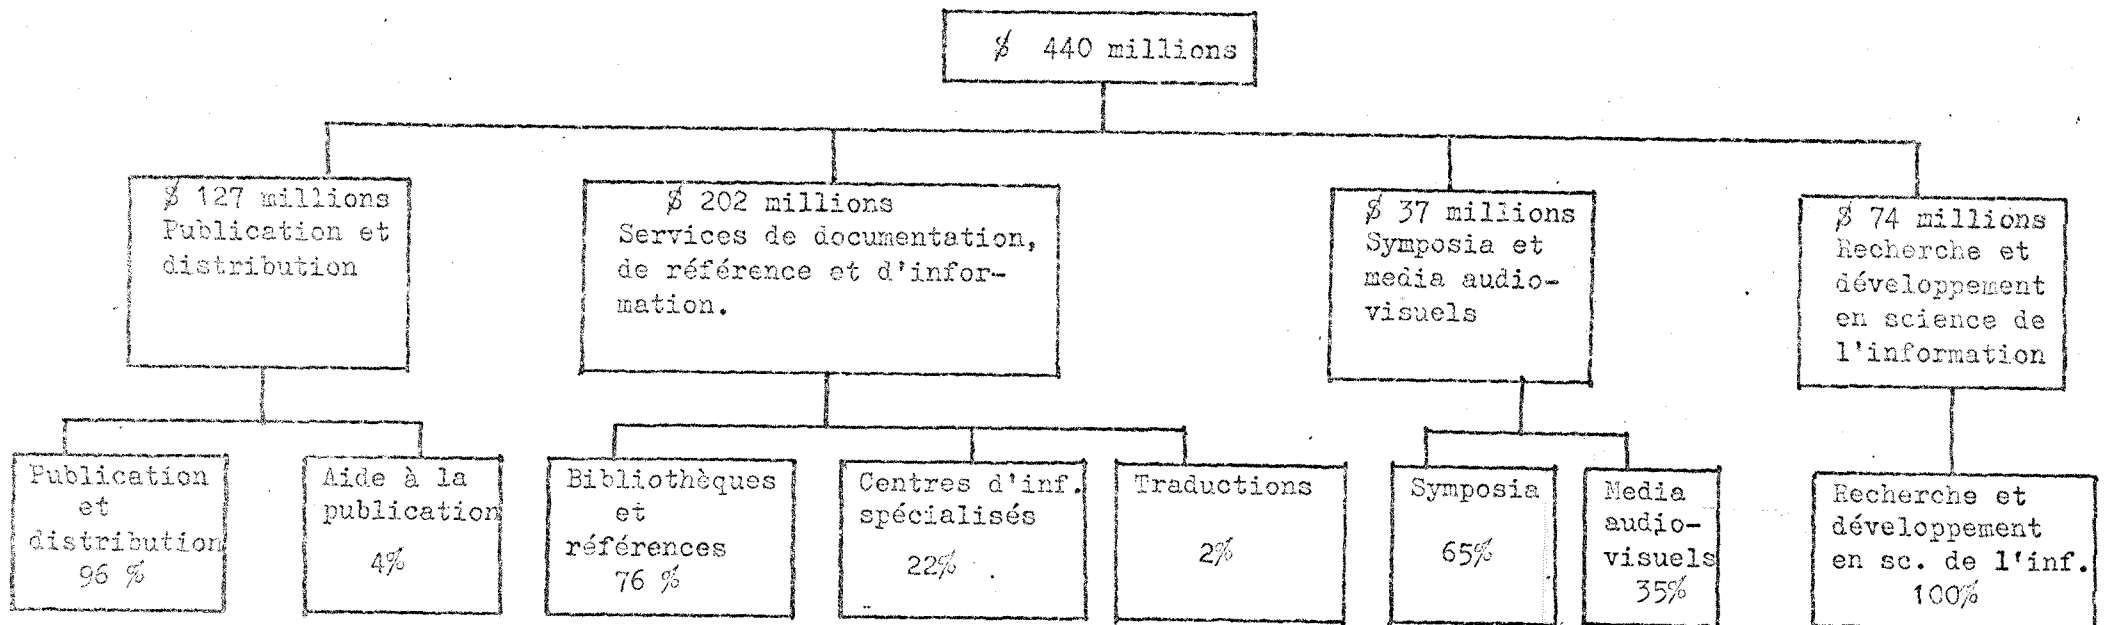 $ 440 millions
$ 127 millions
Publication et
distribution
$ 202 millions
Services de documentation,
de référence et d'infor-
mation.
$ 37 millions
Symposia et
media audio-
visuels
$ 74 millions
Recherche et
développement
en science de
l'information
Publication
et
distribution
96 %
Aide à la
publication
4%
Bibliothèques
et
références
76 %
Centres d'inf.
spécialisés
22%
Traductions
2%
Symposia
65%
Media
audio-
visuels
35%
Recherche et
développement
en sc. de l'inf.
100%